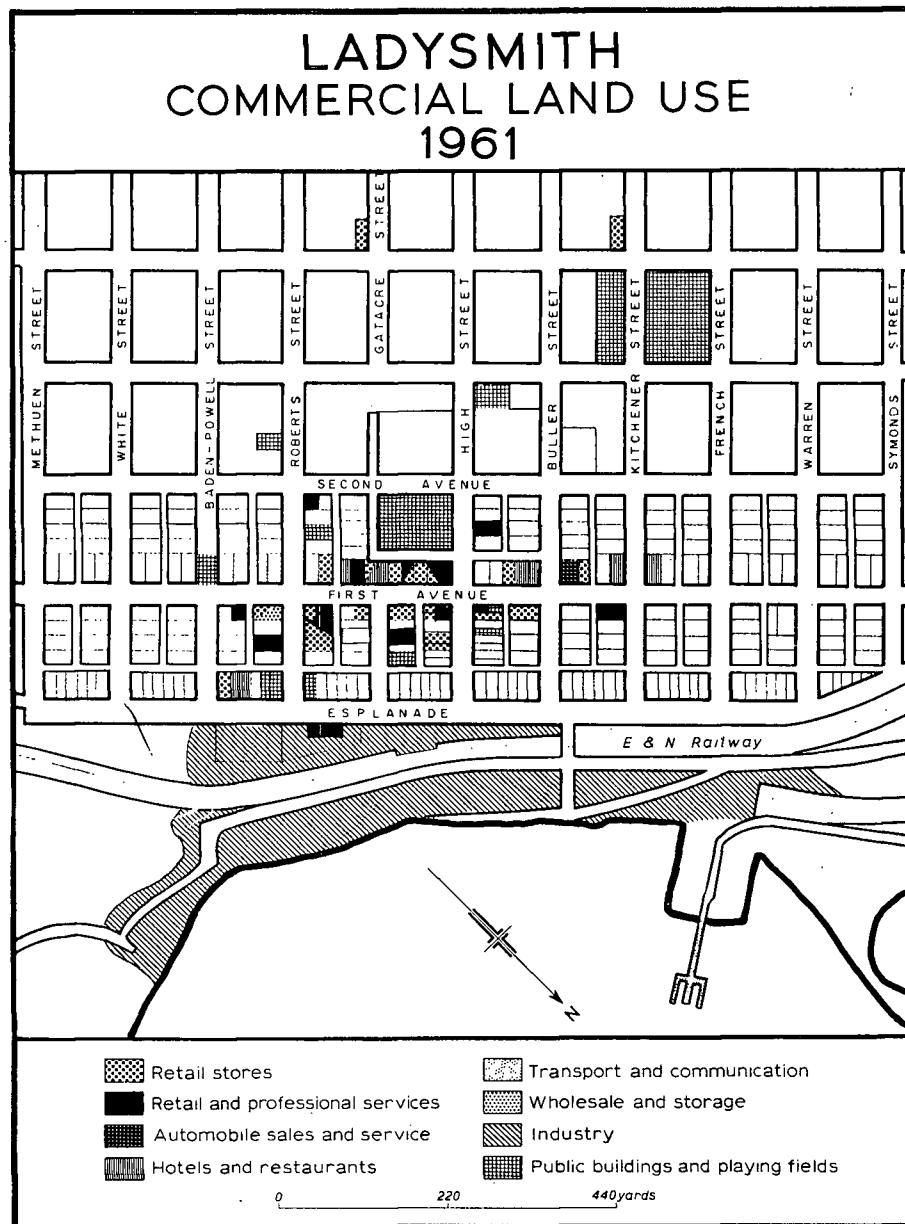 LADYSMITH
COMMERCIAL LAND USE
1961
STREET
METHUEN STREET
WHITE STREET
BADEN-POWELL STREET
ROBERTS STREET
GATACRE
HIGH STREET
BULLER STREET
KITCHENER STREET
FRENCH STREET
WARREN STREET
SYMONDS STREET
SECOND AVENUE
FIRST AVENUE
ESPLANADE
E & N Railway
N
Retail stores
Retail and professional services
Automobile sales and service
Hotels and restaurants
Transport and communication
Wholesale and storage
Industry
Public buildings and playing fields
0 220 440 yards